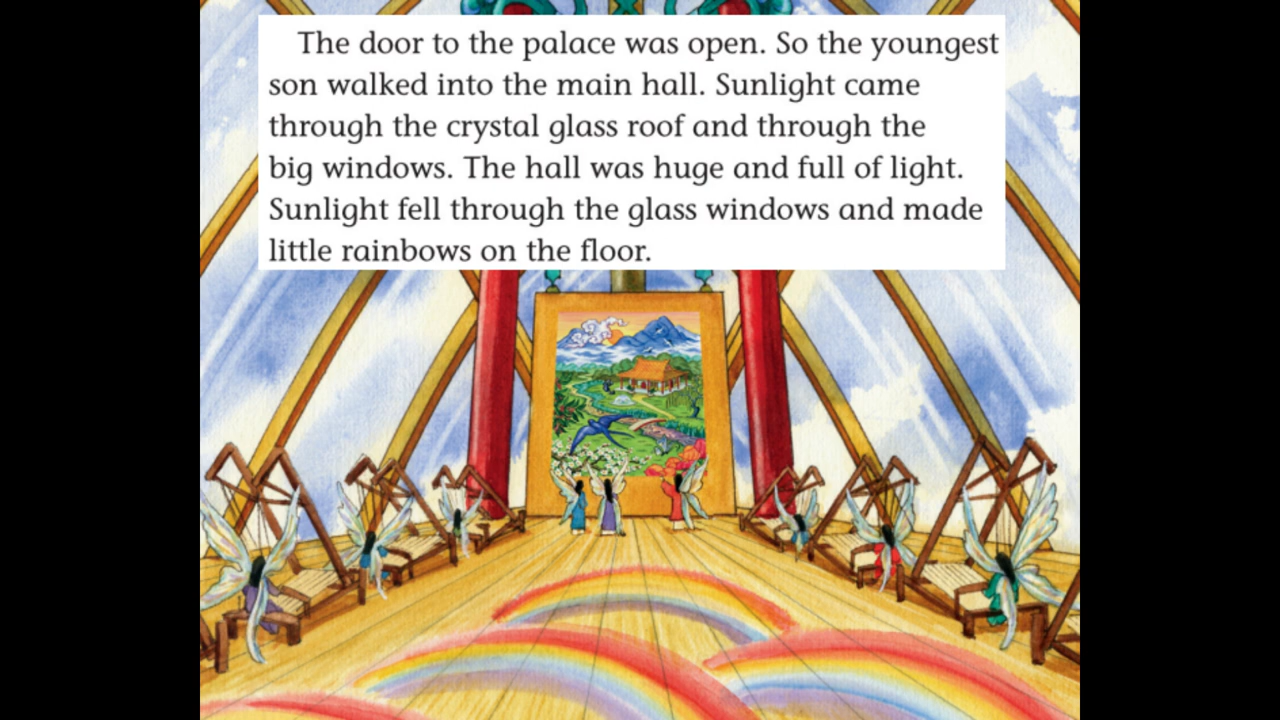 The door to the palace was open. So the youngest
son walked into the main hall. Sunlight came
through the crystal glass roof and through the
big windows. The hall was huge and full of light.
Sunlight fell through the glass windows and made
little rainbows on the floor.